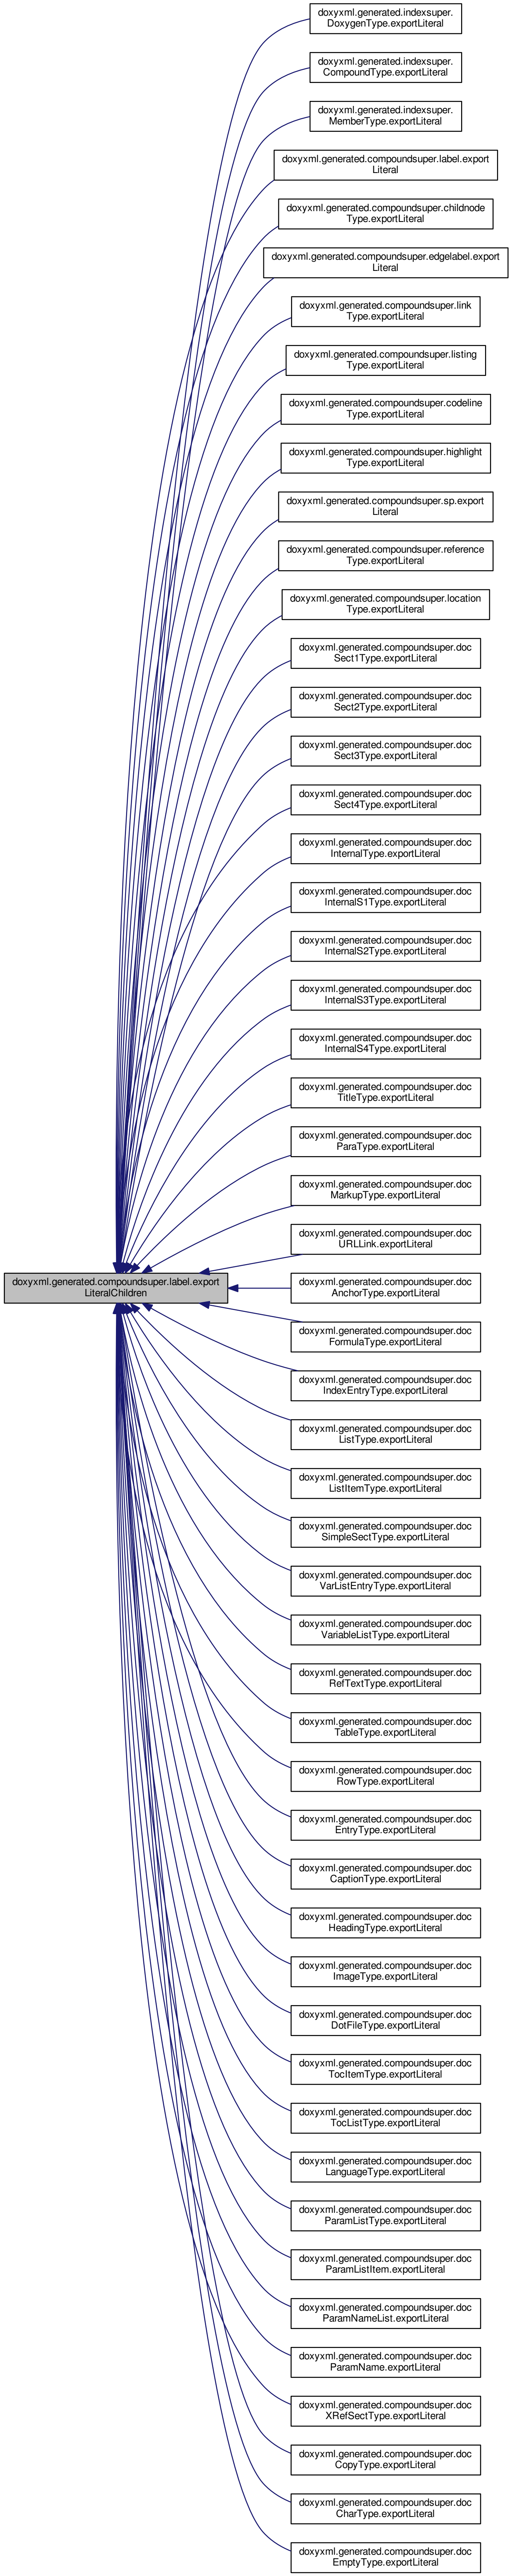 doxyxml.generated.indexsuper.
DoxygenType.exportLiteral
doxyxml.generated.indexsuper.
CompoundType.exportLiteral
doxyxml.generated.indexsuper.
MemberType.exportLiteral
doxyxml.generated.compoundsuper.label.export
Literal
doxyxml.generated.compoundsuper.childnode
Type.exportLiteral
doxyxml.generated.compoundsuper.edgelabel.export
Literal
doxyxml.generated.compoundsuper.link
Type.exportLiteral
doxyxml.generated.compoundsuper.listing
Type.exportLiteral
doxyxml.generated.compoundsuper.codeline
Type.exportLiteral
doxyxml.generated.compoundsuper.highlight
Type.exportLiteral
doxyxml.generated.compoundsuper.sp.export
Literal
doxyxml.generated.compoundsuper.reference
Type.exportLiteral
doxyxml.generated.compoundsuper.location
Type.exportLiteral
doxyxml.generated.compoundsuper.doc
Sect1Type.exportLiteral
doxyxml.generated.compoundsuper.doc
Sect2Type.exportLiteral
doxyxml.generated.compoundsuper.doc
Sect3Type.exportLiteral
doxyxml.generated.compoundsuper.doc
Sect4Type.exportLiteral
doxyxml.generated.compoundsuper.doc
InternalType.exportLiteral
doxyxml.generated.compoundsuper.doc
InternalS1Type.exportLiteral
doxyxml.generated.compoundsuper.doc
InternalS2Type.exportLiteral
doxyxml.generated.compoundsuper.doc
InternalS3Type.exportLiteral
doxyxml.generated.compoundsuper.doc
InternalS4Type.exportLiteral
doxyxml.generated.compoundsuper.doc
TitleType.exportLiteral
doxyxml.generated.compoundsuper.doc
ParaType.exportLiteral
doxyxml.generated.compoundsuper.doc
MarkupType.exportLiteral
doxyxml.generated.compoundsuper.doc
URLLink.exportLiteral
doxyxml.generated.compoundsuper.label.export
LiteralChildren
doxyxml.generated.compoundsuper.doc
AnchorType.exportLiteral
doxyxml.generated.compoundsuper.doc
FormulaType.exportLiteral
doxyxml.generated.compoundsuper.doc
IndexEntryType.exportLiteral
doxyxml.generated.compoundsuper.doc
ListType.exportLiteral
doxyxml.generated.compoundsuper.doc
ListItemType.exportLiteral
doxyxml.generated.compoundsuper.doc
SimpleSectType.exportLiteral
doxyxml.generated.compoundsuper.doc
VarListEntryType.exportLiteral
doxyxml.generated.compoundsuper.doc
VariableListType.exportLiteral
doxyxml.generated.compoundsuper.doc
RefTextType.exportLiteral
doxyxml.generated.compoundsuper.doc
TableType.exportLiteral
doxyxml.generated.compoundsuper.doc
RowType.exportLiteral
doxyxml.generated.compoundsuper.doc
EntryType.exportLiteral
doxyxml.generated.compoundsuper.doc
CaptionType.exportLiteral
doxyxml.generated.compoundsuper.doc
HeadingType.exportLiteral
doxyxml.generated.compoundsuper.doc
ImageType.exportLiteral
doxyxml.generated.compoundsuper.doc
DotFileType.exportLiteral
doxyxml.generated.compoundsuper.doc
TocItemType.exportLiteral
doxyxml.generated.compoundsuper.doc
TocListType.exportLiteral
doxyxml.generated.compoundsuper.doc
LanguageType.exportLiteral
doxyxml.generated.compoundsuper.doc
ParamListType.exportLiteral
doxyxml.generated.compoundsuper.doc
ParamListItem.exportLiteral
doxyxml.generated.compoundsuper.doc
ParamNameList.exportLiteral
doxyxml.generated.compoundsuper.doc
ParamName.exportLiteral
doxyxml.generated.compoundsuper.doc
XRefSectType.exportLiteral
doxyxml.generated.compoundsuper.doc
CopyType.exportLiteral
doxyxml.generated.compoundsuper.doc
CharType.exportLiteral
doxyxml.generated.compoundsuper.doc
EmptyType.exportLiteral